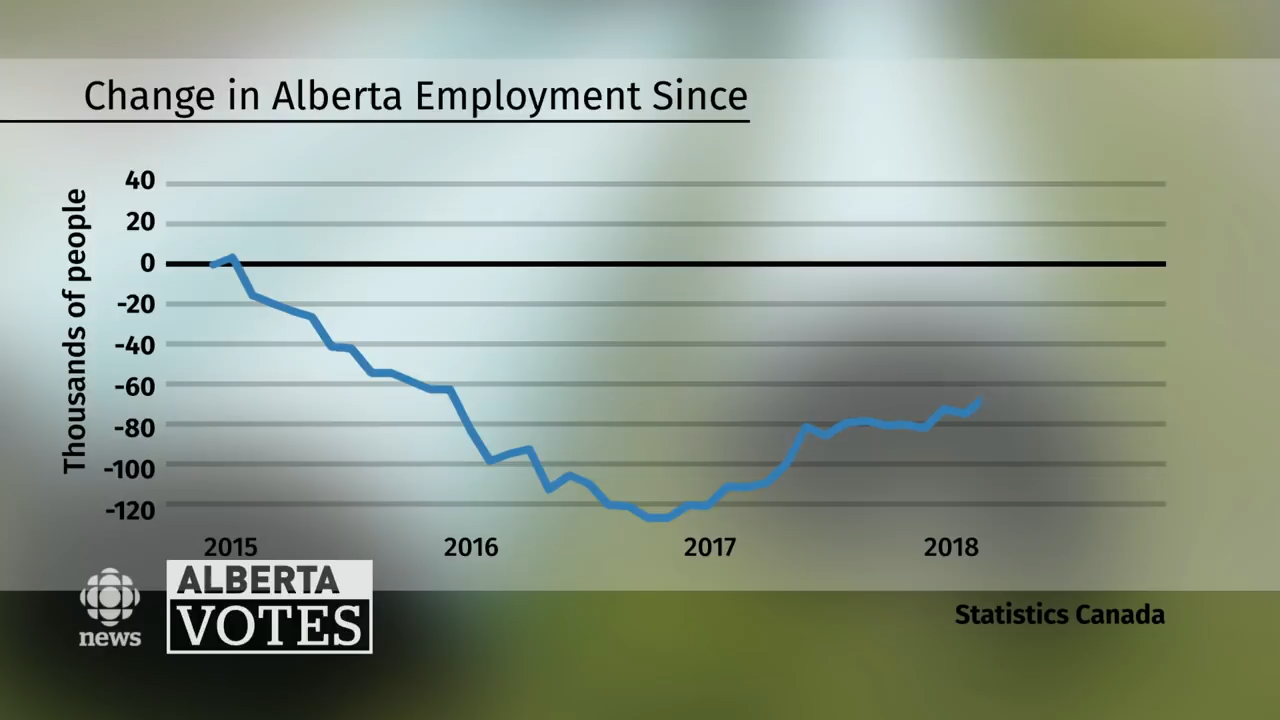 Change in Alberta Employment Since
Thousands of people
40
20
0
-20
-40
-60
-80
-100
-120
2015 2016 2017 2018
news
ALBERTA
VOTES
Statistics Canada